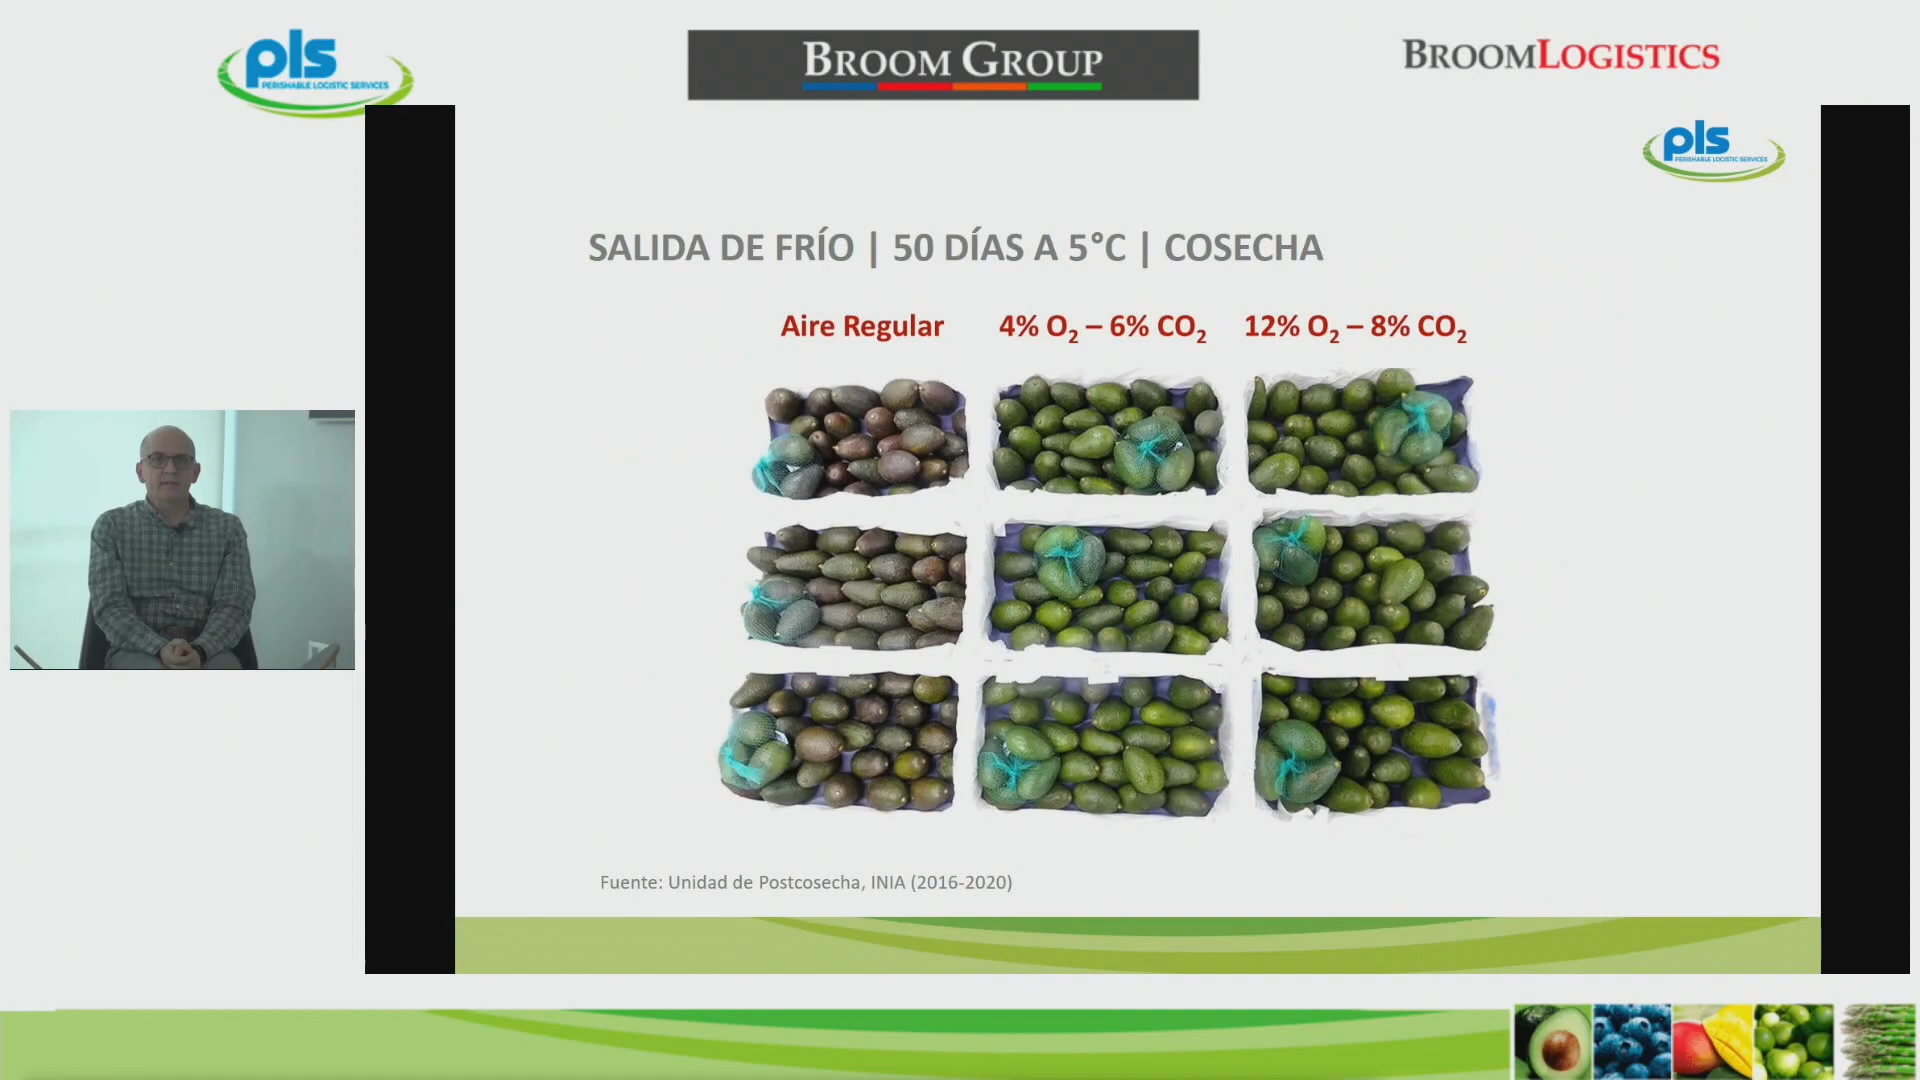 pls
PERISHABLE LOGISTIC SERVICES
BROOM GROUP
BROOMLOGISTICS
pls
PERISHABLE LOGISTIC SERVICES
SALIDA DE FRÍO | 50 DÍAS A 5°C | COSECHA
Aire Regular
4% O₂ – 6% CO₂
12% O₂ – 8% CO₂
Fuente: Unidad de Postcosecha, INIA (2016-2020)